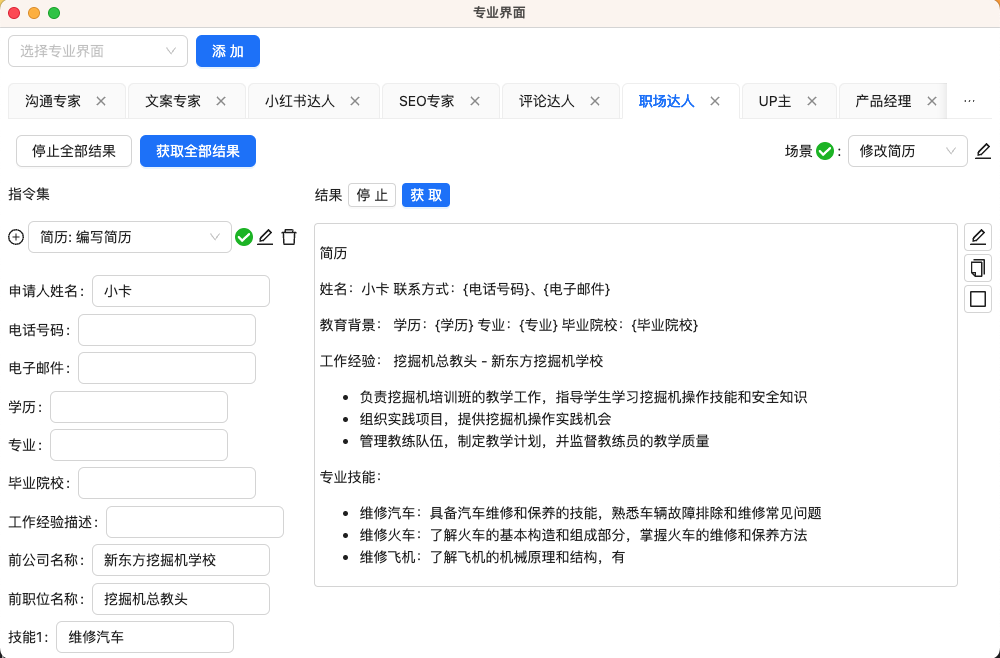 专业界面
选择专业界面 添 加
沟通专家 文案专家 小红书达人 SEO专家 评论达人 职场达人 UP主 产品经理 ...
停止全部结果 获取全部结果 场景 : 修改简历
指令集
结果 停 止 获 取
简历: 编写简历
申请人姓名: 小卡
电话号码:
电子邮件:
学历:
专业:
毕业院校:
工作经验描述:
前公司名称: 新东方挖掘机学校
前职位名称: 挖掘机总教头
技能1: 维修汽车
简历
姓名：小卡 联系方式：{电话号码}、{电子邮件}
教育背景： 学历：{学历} 专业：{专业} 毕业院校：{毕业院校}
工作经验： 挖掘机总教头 - 新东方挖掘机学校
• 负责挖掘机培训班的教学工作，指导学生学习挖掘机操作技能和安全知识
• 组织实践项目，提供挖掘机操作实践机会
• 管理教练队伍，制定教学计划，并监督教练员的教学质量
专业技能：
• 维修汽车：具备汽车维修和保养的技能，熟悉车辆故障排除和维修常见问题
• 维修火车：了解火车的基本构造和组成部分，掌握火车的维修和保养方法
• 维修飞机：了解飞机的机械原理和结构，有